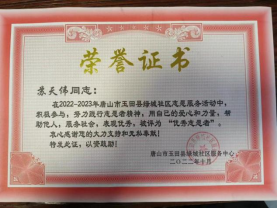 荣誉证书
苏天伟同志：
在2022-2023年唐山市玉田县绿城社区志愿服务活动中，
积极参与，努力践行志愿者精神，用自己的爱心和力量，帮
助他人，服务社会，表现优秀，被评为“优秀志愿者”。
衷心感谢您的大力支持和无私奉献！
特发此证，以资鼓励！
唐山市玉田县绿城社区服务中心
二〇二二年十月